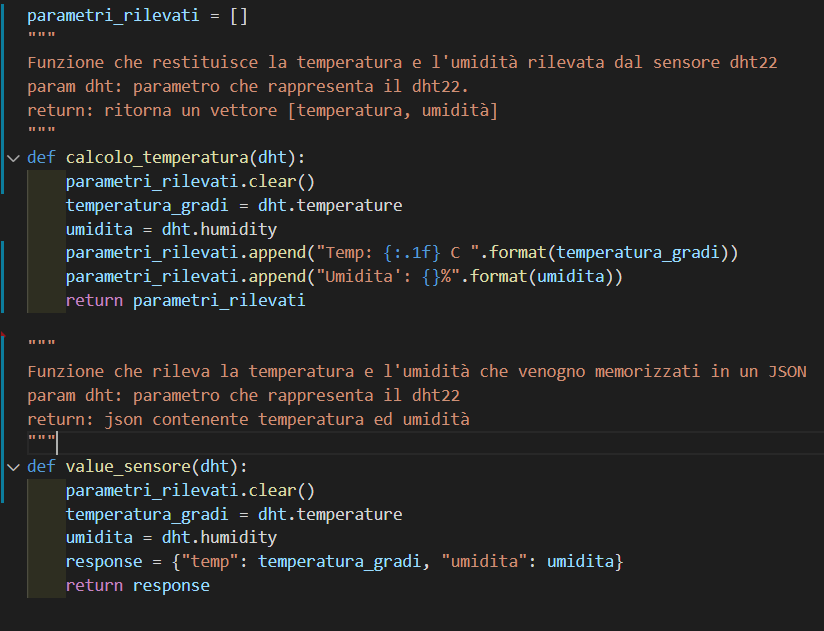 parametri_rilevati = []
"""
Funzione che restituisce la temperatura e l'umidità rilevata dal sensore dht22
param dht: parametro che rappresenta il dht22.
return: ritorna un vettore [temperatura, umidità]
"""
def calcolo_temperatura(dht):
    parametri_rilevati.clear()
    temperatura_gradi = dht.temperature
    umidita = dht.humidity
    parametri_rilevati.append("Temp: {:.1f} C ".format(temperatura_gradi))
    parametri_rilevati.append("Umidita': {}%".format(umidita))
    return parametri_rilevati
"""
Funzione che rileva la temperatura e l'umidità che venogno memorizzati in un JSON
param dht: parametro che rappresenta il dht22
return: json contenente temperatura ed umidità
"""
def value_sensore(dht):
    parametri_rilevati.clear()
    temperatura_gradi = dht.temperature
    umidita = dht.humidity
    response = {"temp": temperatura_gradi, "umidita": umidita}
    return response